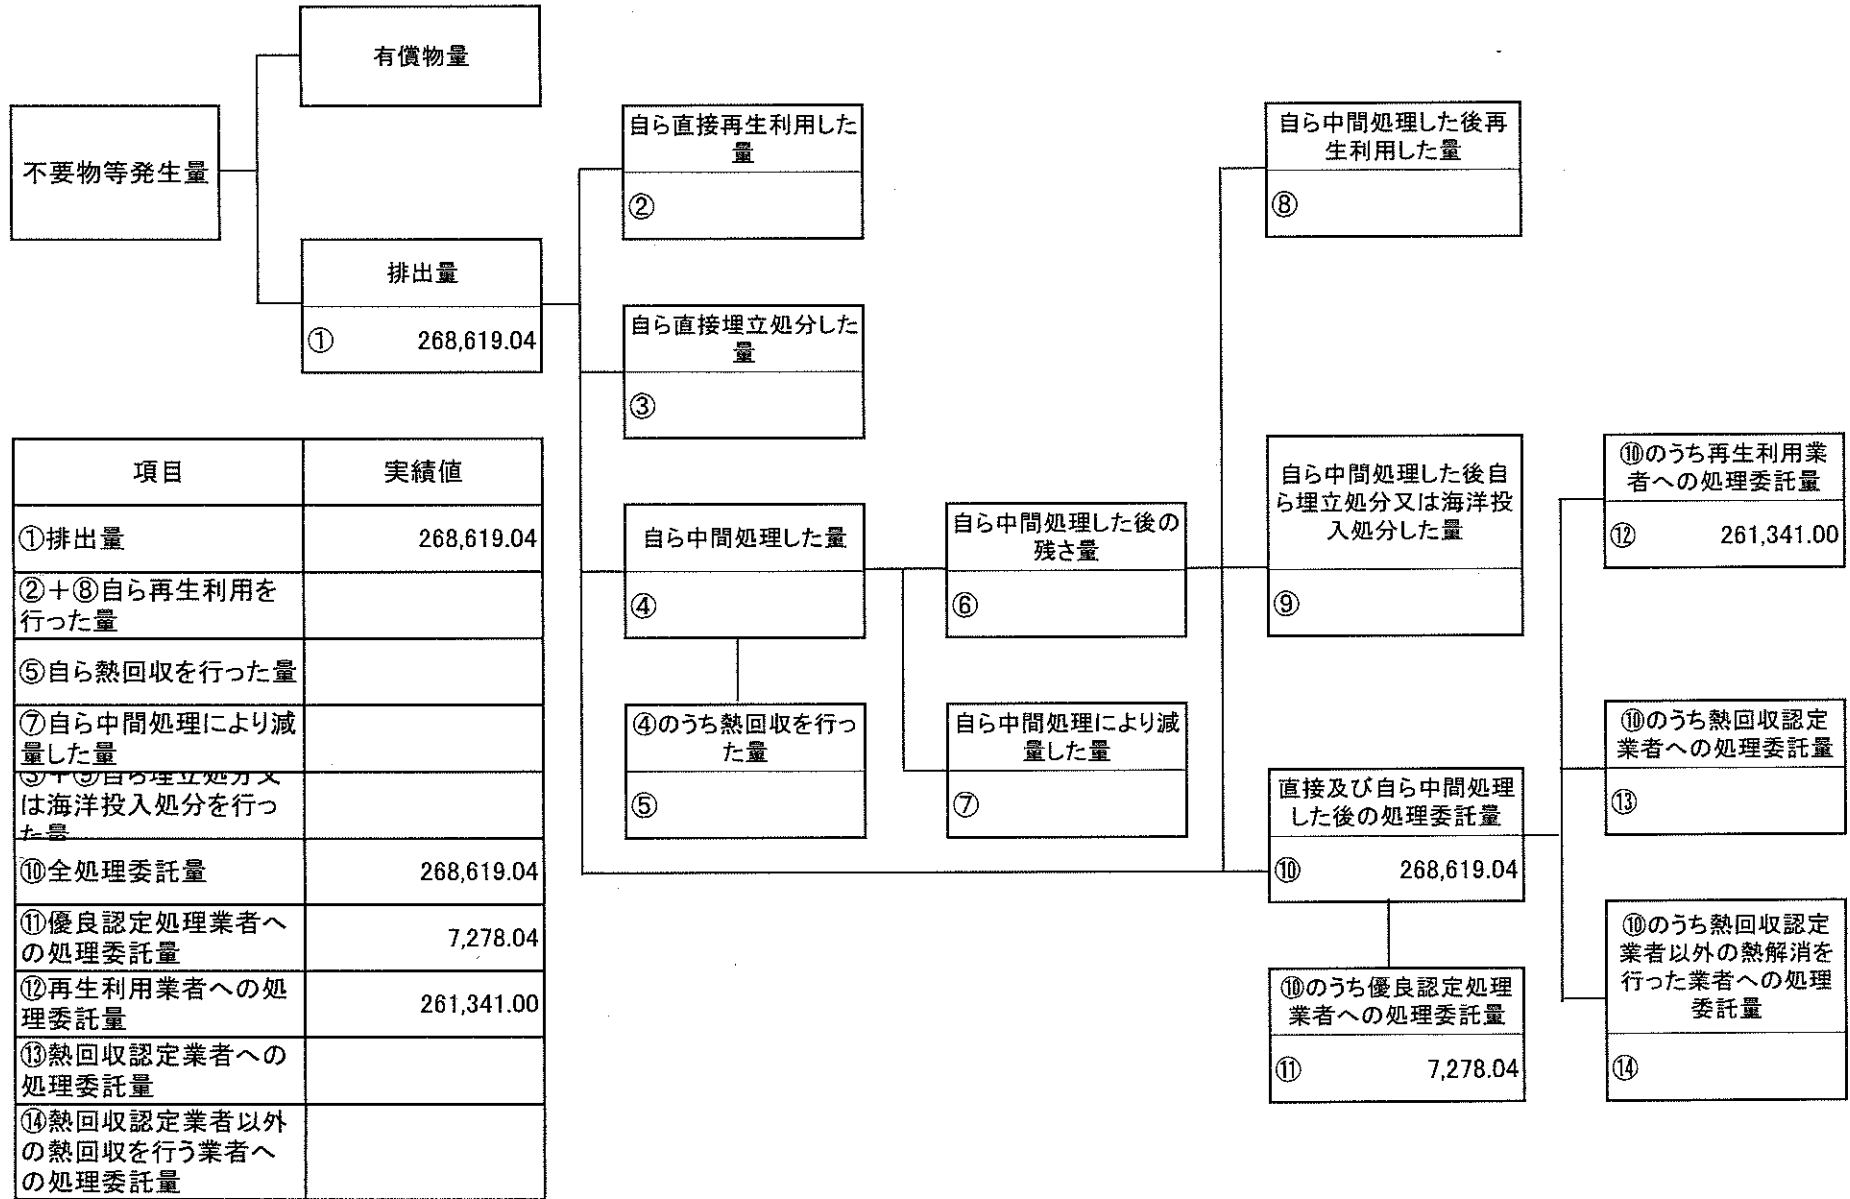 有償物量
不要物等発生量
排出量
① 268,619.04
自ら直接再生利用した
量
②
自ら直接埋立処分した
量
③
自ら中間処理した量
④
④のうち熱回収を行っ
た量
⑤
自ら中間処理した後の
残さ量
⑥
自ら中間処理により減
量した量
⑦
自ら中間処理した後再
生利用した量
⑧
自ら中間処理した後自
ら埋立処分又は海洋投
入処分した量
⑨
直接及び自ら中間処理
した後の処理委託量
⑩ 268,619.04
⑩のうち優良認定処理
業者への処理委託量
⑪ 7,278.04
⑩のうち再生利用業
者への処理委託量
⑫ 261,341.00
⑩のうち熱回収認定
業者への処理委託量
⑬
⑩のうち熱回収認定
業者以外の熱解消を
行った業者への処理
委託量
⑭
項目 実績値
①排出量 268,619.04
②＋⑧自ら再生利用を
行った量
⑤自ら熱回収を行った量
⑦自ら中間処理により減
量した量
③＋⑨自ら埋立処分又
は海洋投入処分を行っ
た量
⑩全処理委託量 268,619.04
⑪優良認定処理業者へ
の処理委託量 7,278.04
⑫再生利用業者への処
理委託量 261,341.00
⑬熱回収認定業者への
処理委託量
⑭熱回収認定業者以外
の熱回収を行う業者へ
の処理委託量